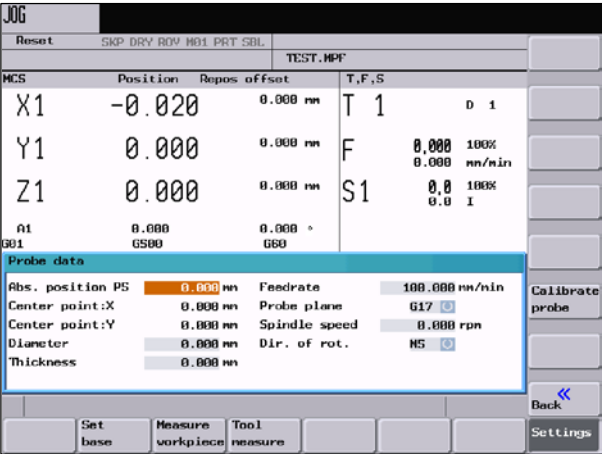 JOG
Reset SKP DRY ROV M01 PRT SBL
TEST.MPF
MCS Position Repos offset T,F,S
X1 -0.020 0.000 mm T 1 D 1
Y1 0.000 0.000 mm F 0,000 100%
0.000 mm/min
Z1 0.000 0.000 mm S1 0,0 100%
0.0 I
A1 0.000 0.000 °
G01 G500 G60
Probe data
Abs. position P5 0.000 mm Feedrate 100.000 mm/min
Center point:X 0.000 mm Probe plane G17
Center point:Y 0.000 mm Spindle speed 0.000 rpm
Diameter 0.000 mm Dir. of rot. M5
Thickness 0.000 mm
Calibrate
probe
«
Back
Set
base
Measure
workpiece
Tool
measure
Settings